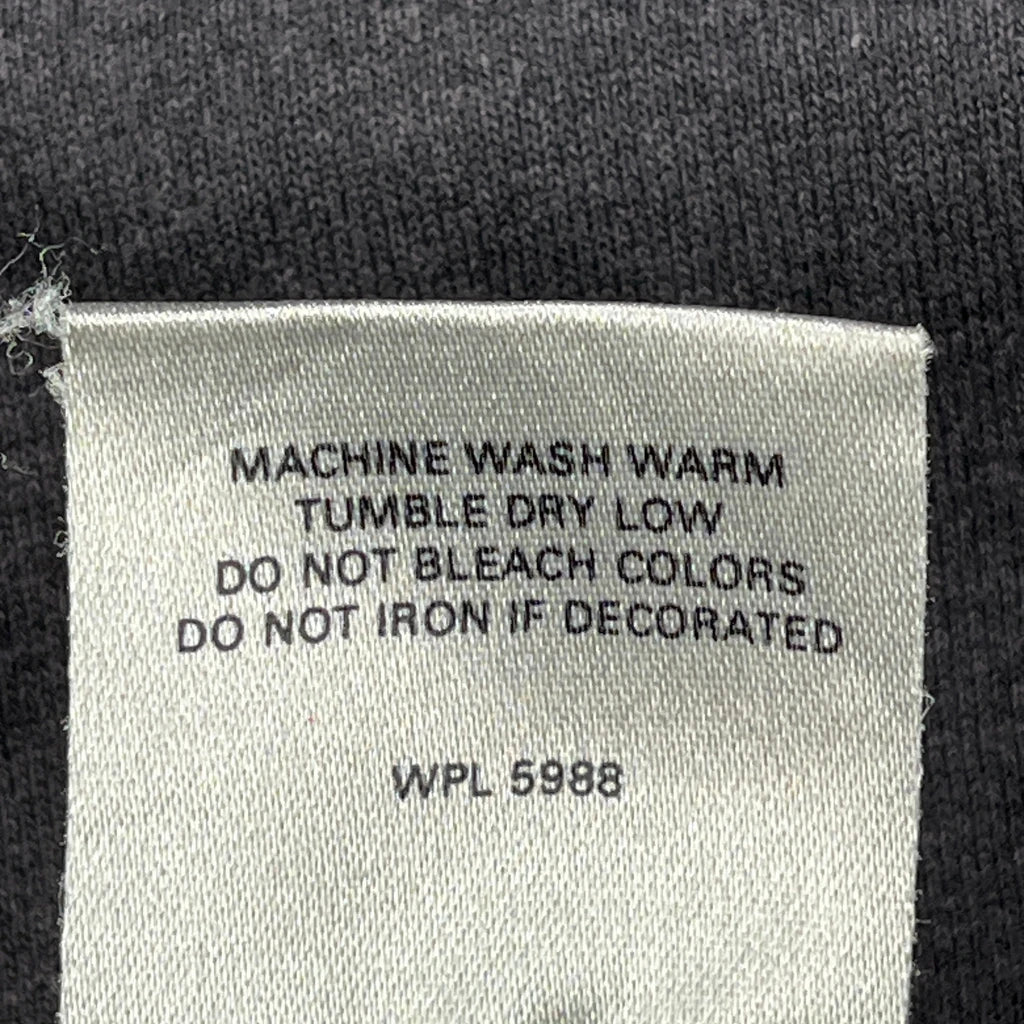 MACHINE WASH WARM
TUMBLE DRY LOW
DO NOT BLEACH COLORS
DO NOT IRON IF DECORATED
WPL 5988